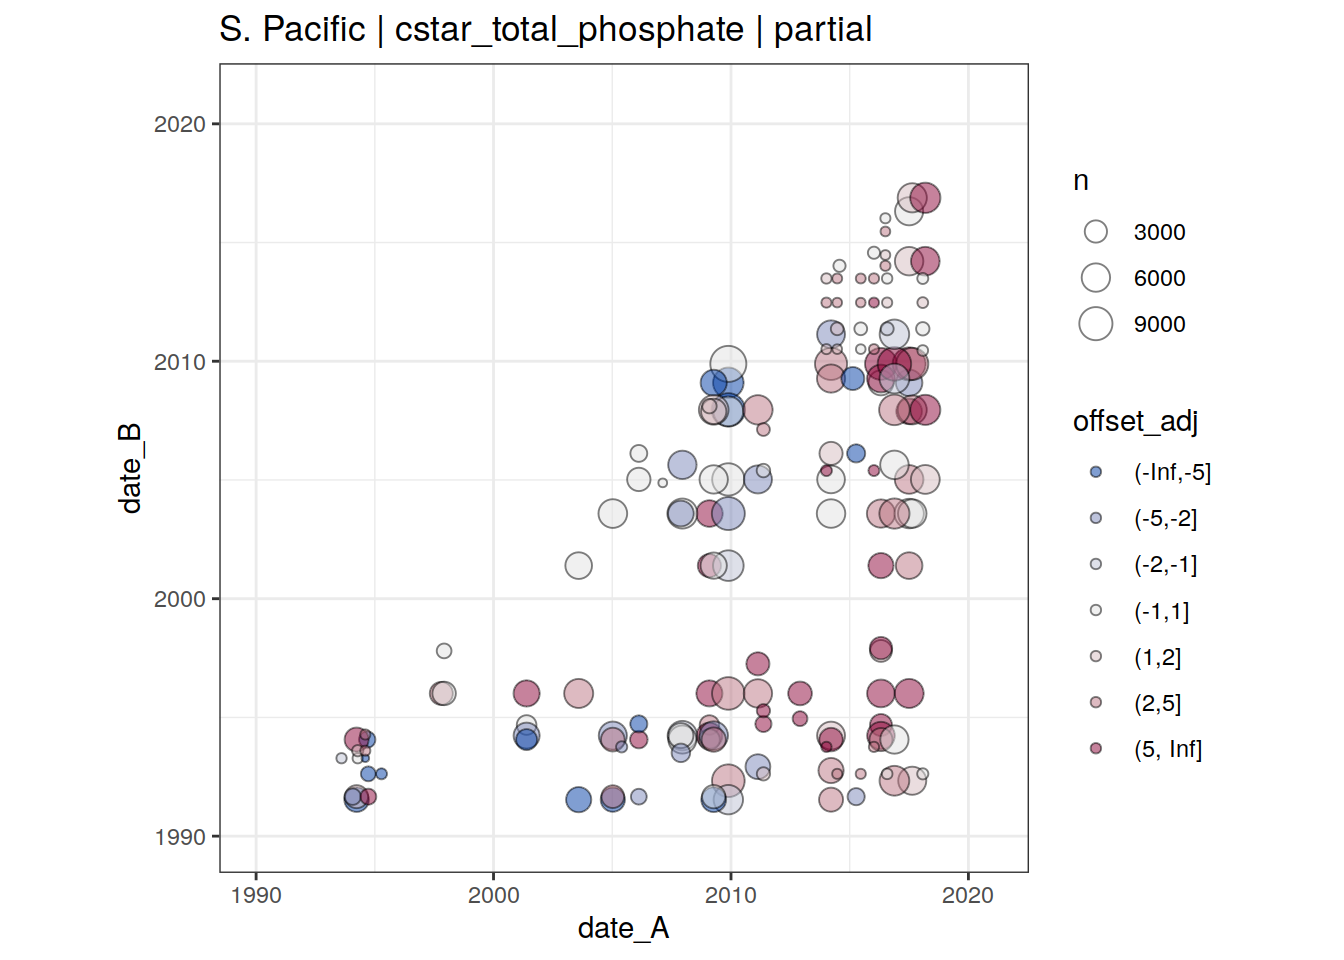 S. Pacific | cstar_total_phosphate | partial
2020
2010
2000
1990
date_B
1990 2000 2010 2020
date_A
n
3000
6000
9000
offset_adj
(-Inf,-5]
(-5,-2]
(-2,-1]
(-1,1]
(1,2]
(2,5]
(5, Inf]